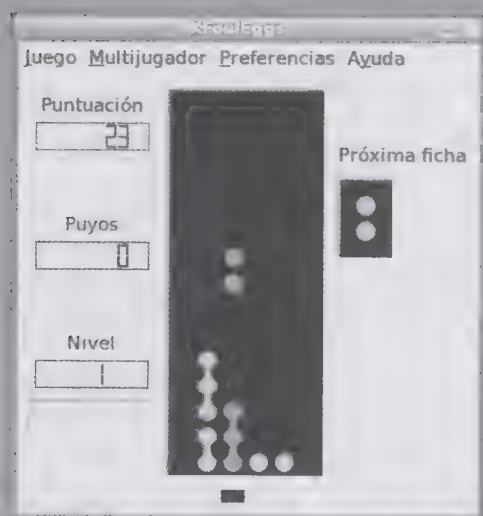 Juego Multijugador Preferencias Ayuda
Puntuación
23
Próxima ficha
Puyos
0
Nivel
1